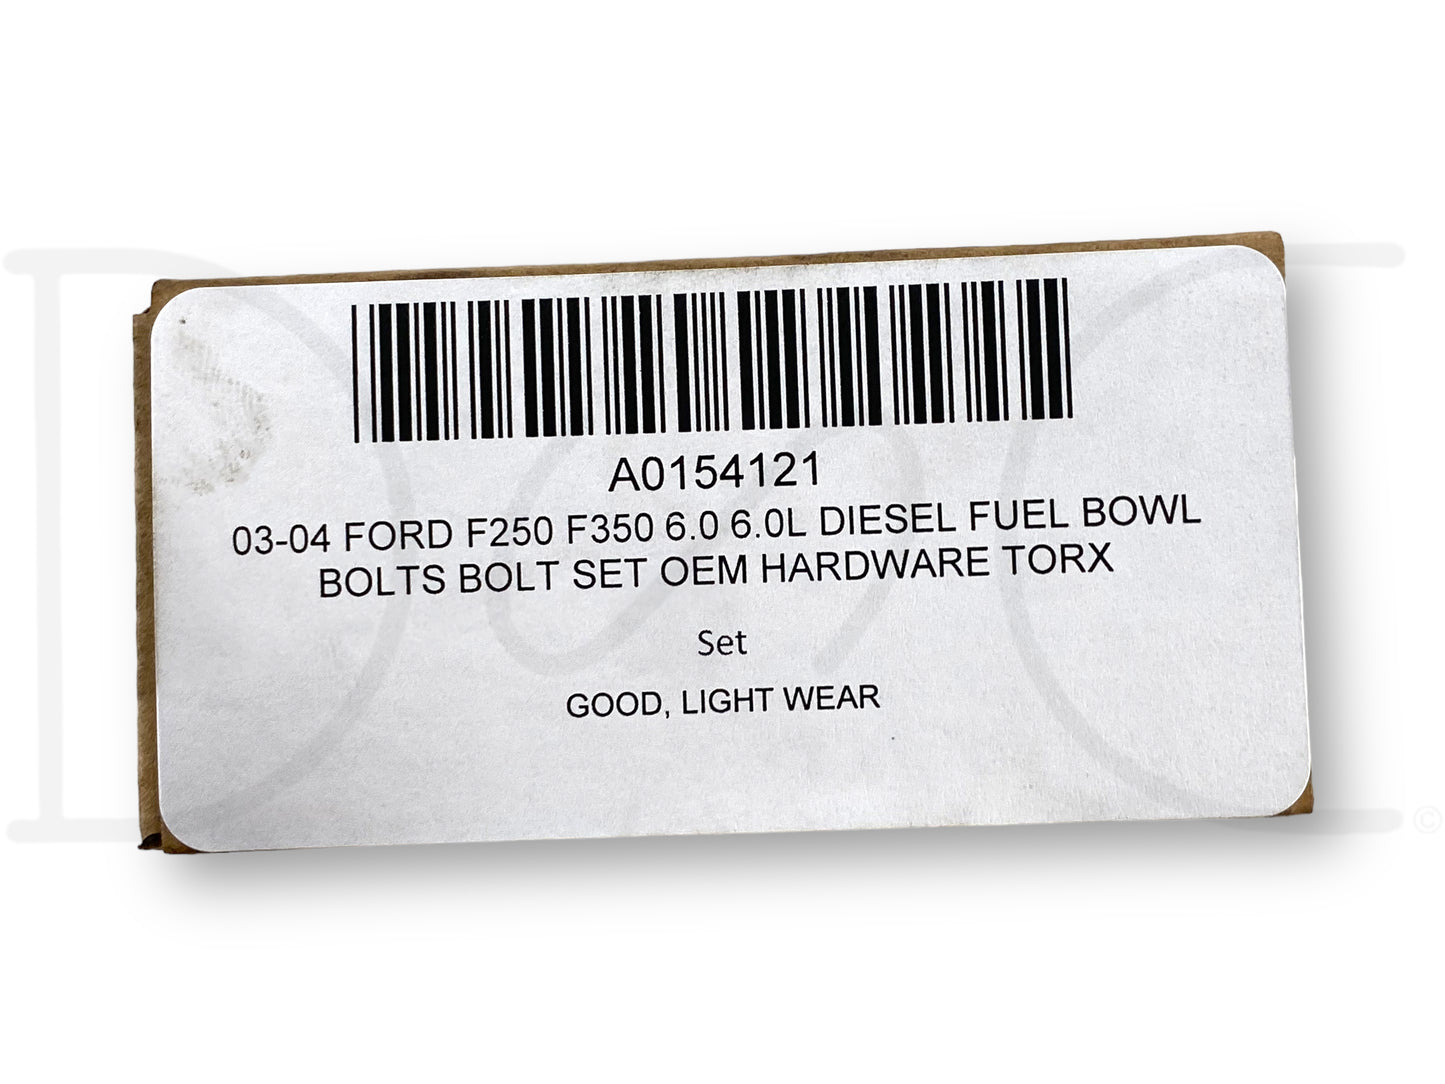 A0154121
03-04 FORD F250 F350 6.0 6.0L DIESEL FUEL BOWL
BOLTS BOLT SET OEM HARDWARE TORX
Set
GOOD, LIGHT WEAR